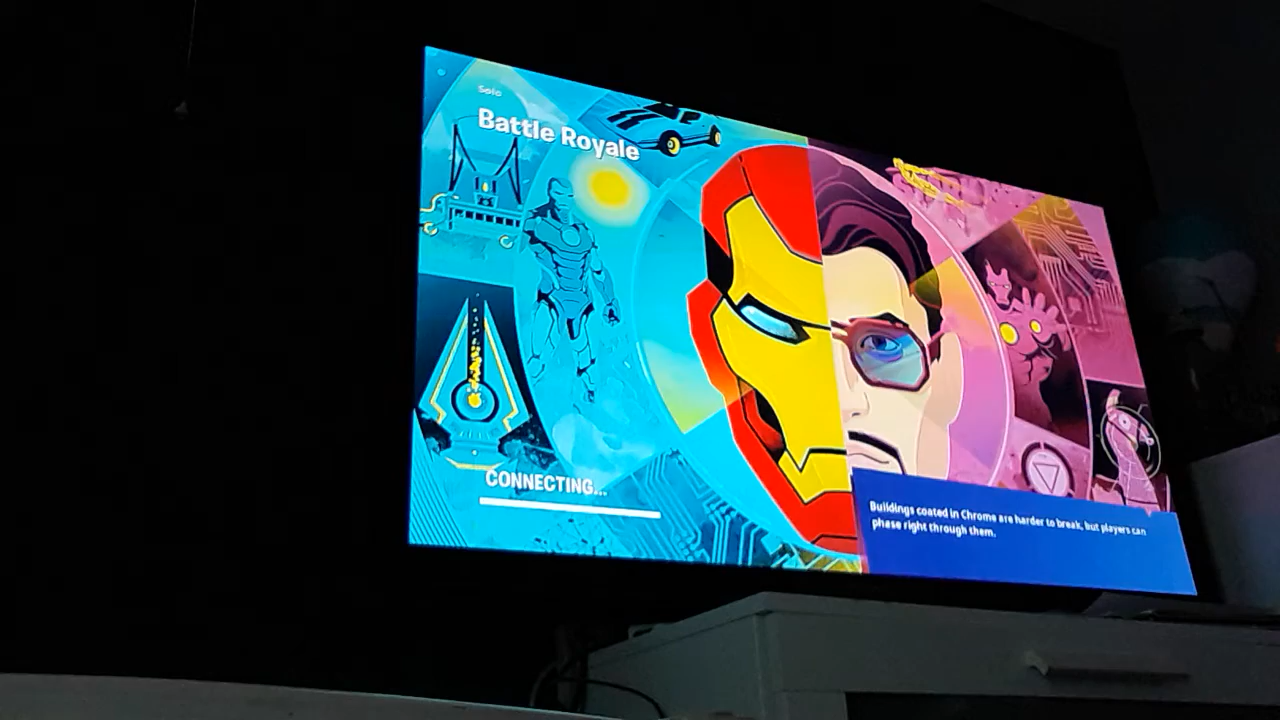 Solo
Battle Royale
CONNECTING...
Buildings coated in Chrome are harder to break, but players can
phase right through them.